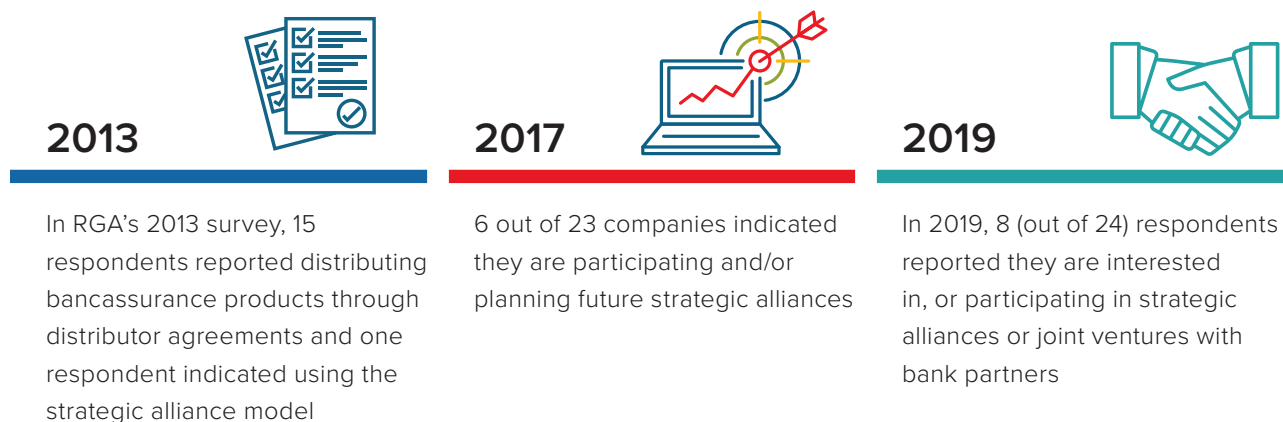 2013
In RGA’s 2013 survey, 15
respondents reported distributing
bancassurance products through
distributor agreements and one
respondent indicated using the
strategic alliance model
2017
6 out of 23 companies indicated
they are participating and/or
planning future strategic alliances
2019
In 2019, 8 (out of 24) respondents
reported they are interested
in, or participating in strategic
alliances or joint ventures with
bank partners